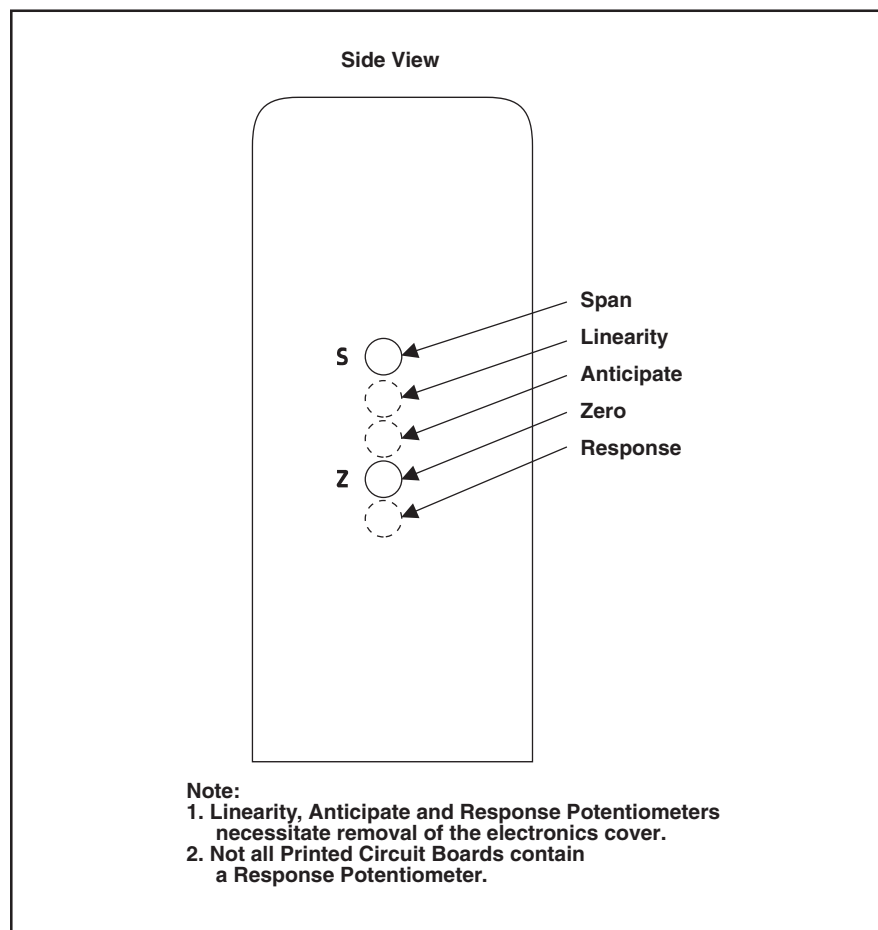 Side View
Span
Linearity
S
Anticipate
Zero
Response
Z
Note:
1. Linearity, Anticipate and Response Potentiometers
necessitate removal of the electronics cover.
2. Not all Printed Circuit Boards contain
a Response Potentiometer.